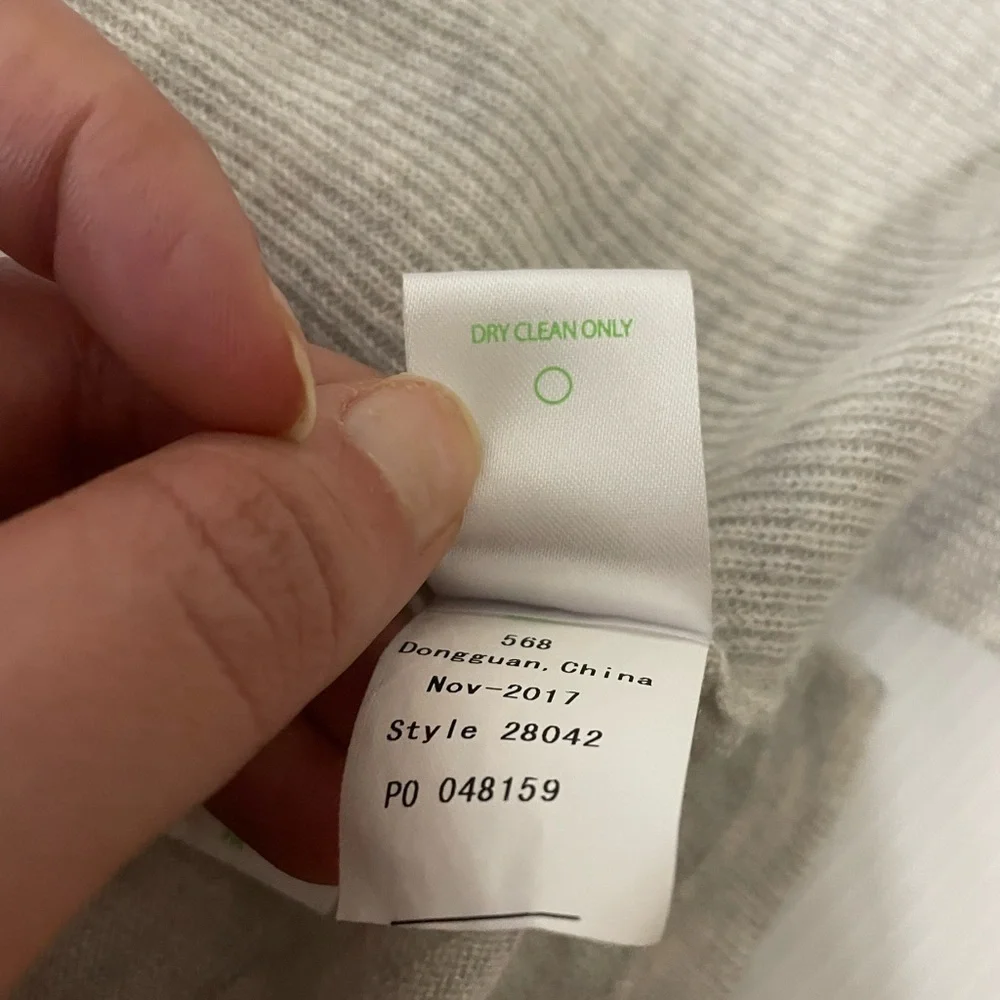 DRY CLEAN ONLY
568
Dongguan, China
Nov-2017
Style 28042
PO 048159